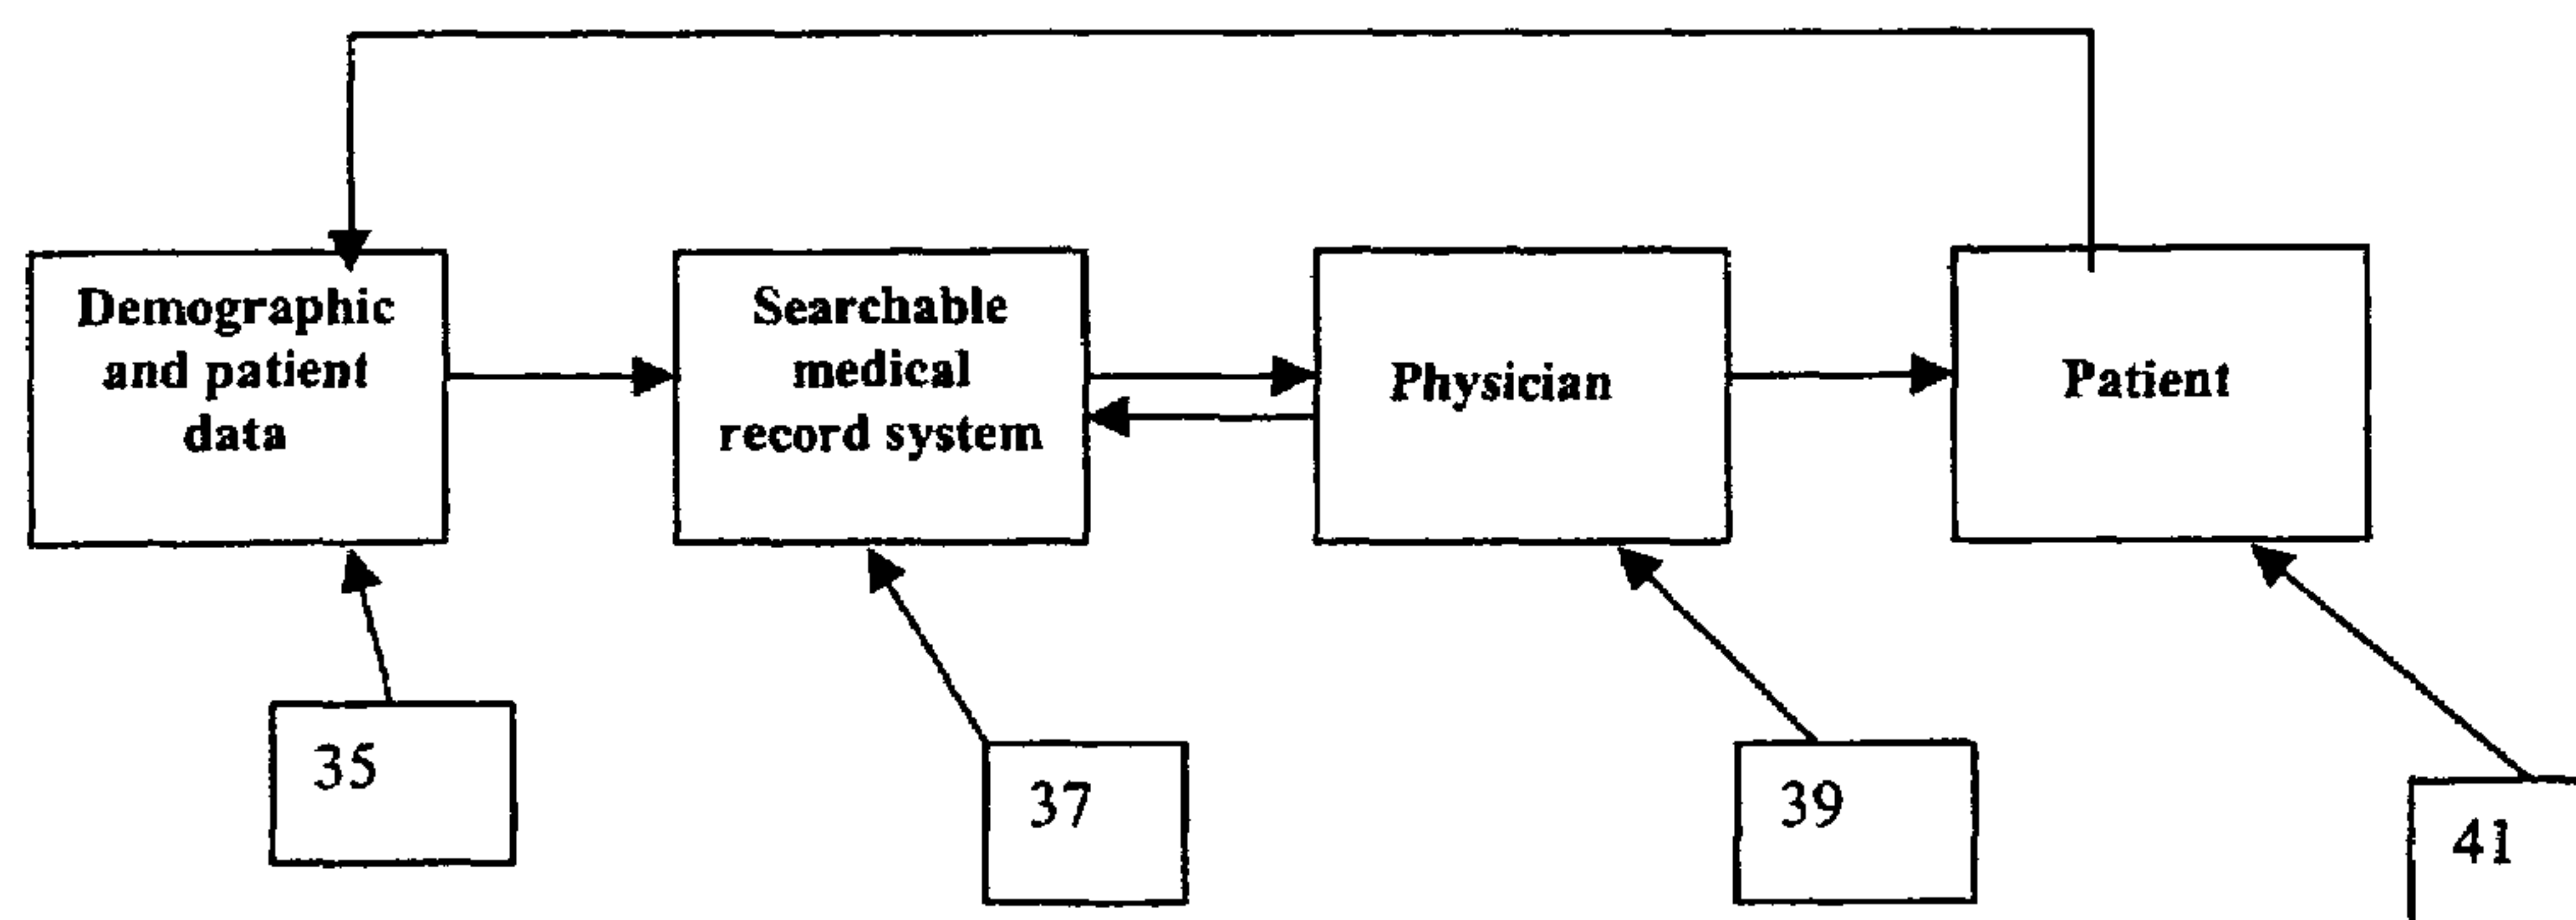 Demographic
and patient
data
Searchable
medical
record system
Physician
Patient
35
37
39
41